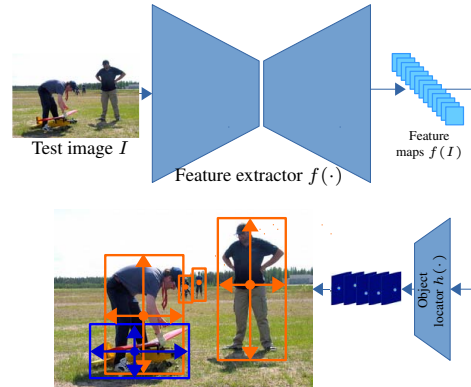 Test image I
Feature extractor f(·)
Feature
maps f(I)
Object
locator h(·)